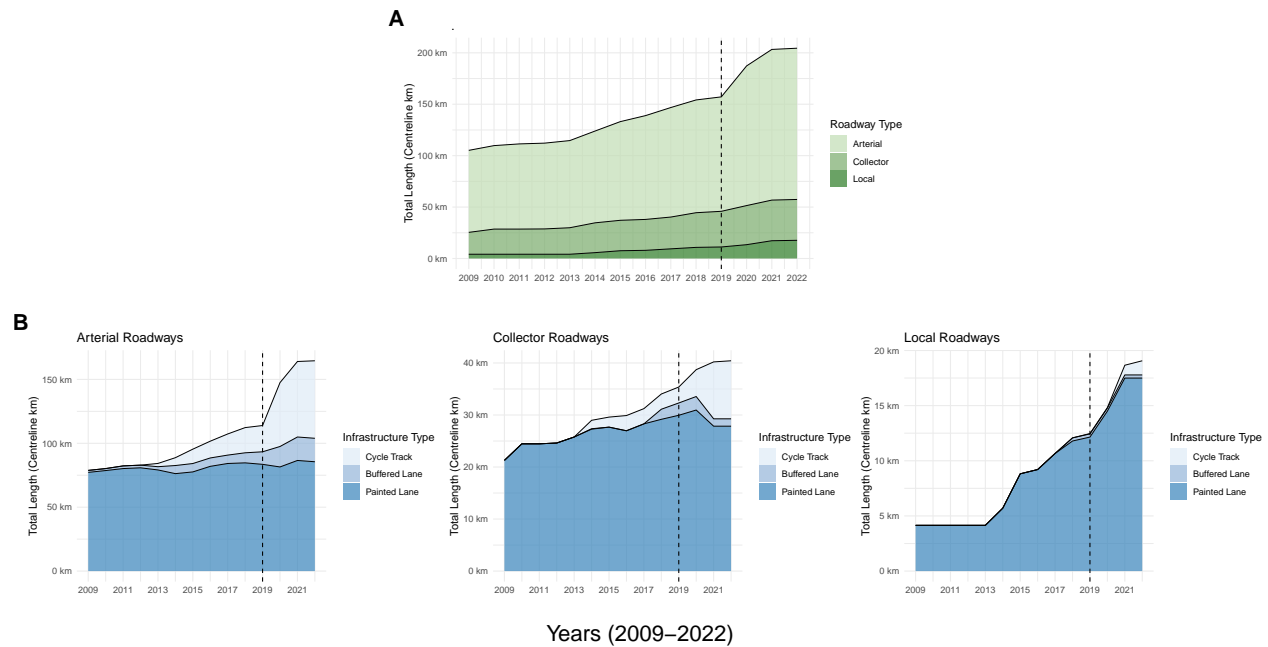 A
200 km
150 km
100 km
50 km
0 km
Total Length (Centreline km)
2009 2010 2011 2012 2013 2014 2015 2016 2017 2018 2019 2020 2021 2022
Roadway Type
Arterial
Collector
Local
B
Arterial Roadways
150 km
100 km
50 km
0 km
Total Length (Centreline km)
2009 2011 2013 2015 2017 2019 2021
Infrastructure Type
Cycle Track
Buffered Lane
Painted Lane
Collector Roadways
40 km
30 km
20 km
10 km
0 km
Total Length (Centreline km)
2009 2011 2013 2015 2017 2019 2021
Infrastructure Type
Cycle Track
Buffered Lane
Painted Lane
Local Roadways
20 km
15 km
10 km
5 km
0 km
Total Length (Centreline km)
2009 2011 2013 2015 2017 2019 2021
Infrastructure Type
Cycle Track
Buffered Lane
Painted Lane
Years (2009–2022)